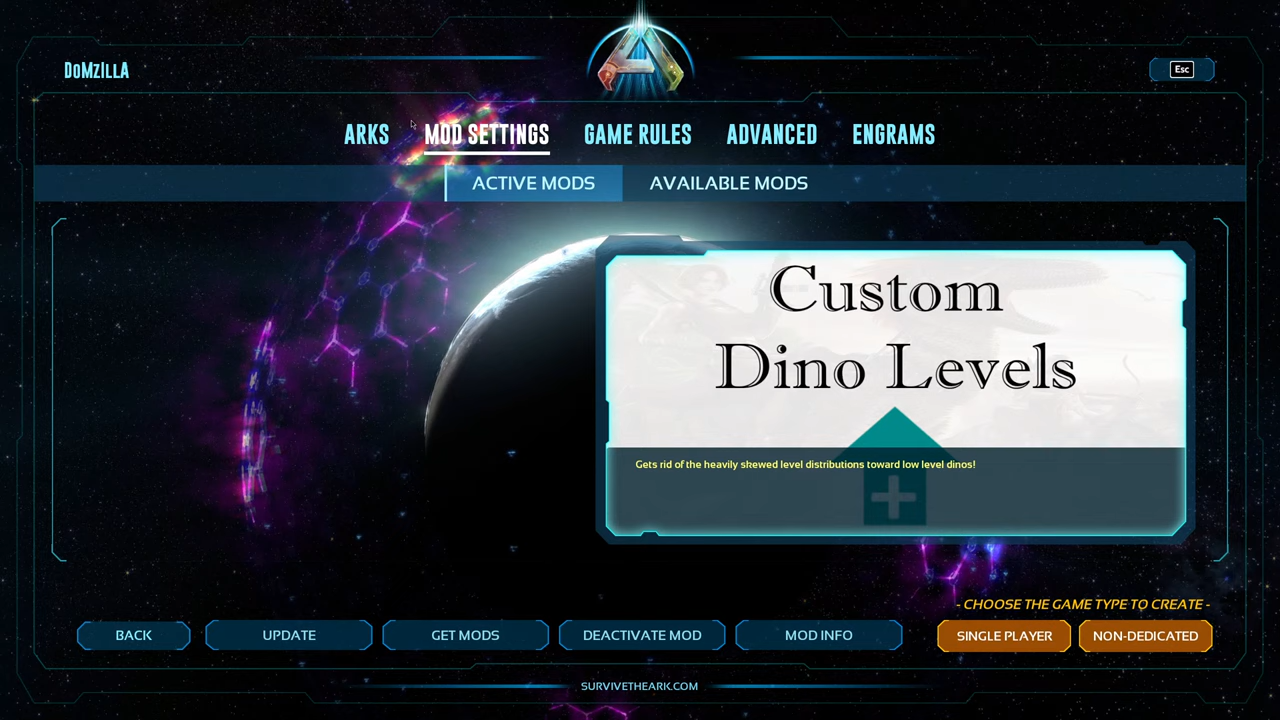 DoMzillA
Esc
ARKS MOD SETTINGS GAME RULES ADVANCED ENGRAMS
ACTIVE MODS AVAILABLE MODS
Custom
Dino Levels
Gets rid of the heavily skewed level distributions toward low level dinos!
- CHOOSE THE GAME TYPE TO CREATE -
BACK UPDATE GET MODS DEACTIVATE MOD MOD INFO SINGLE PLAYER NON-DEDICATED
SURVIVETHEARK.COM